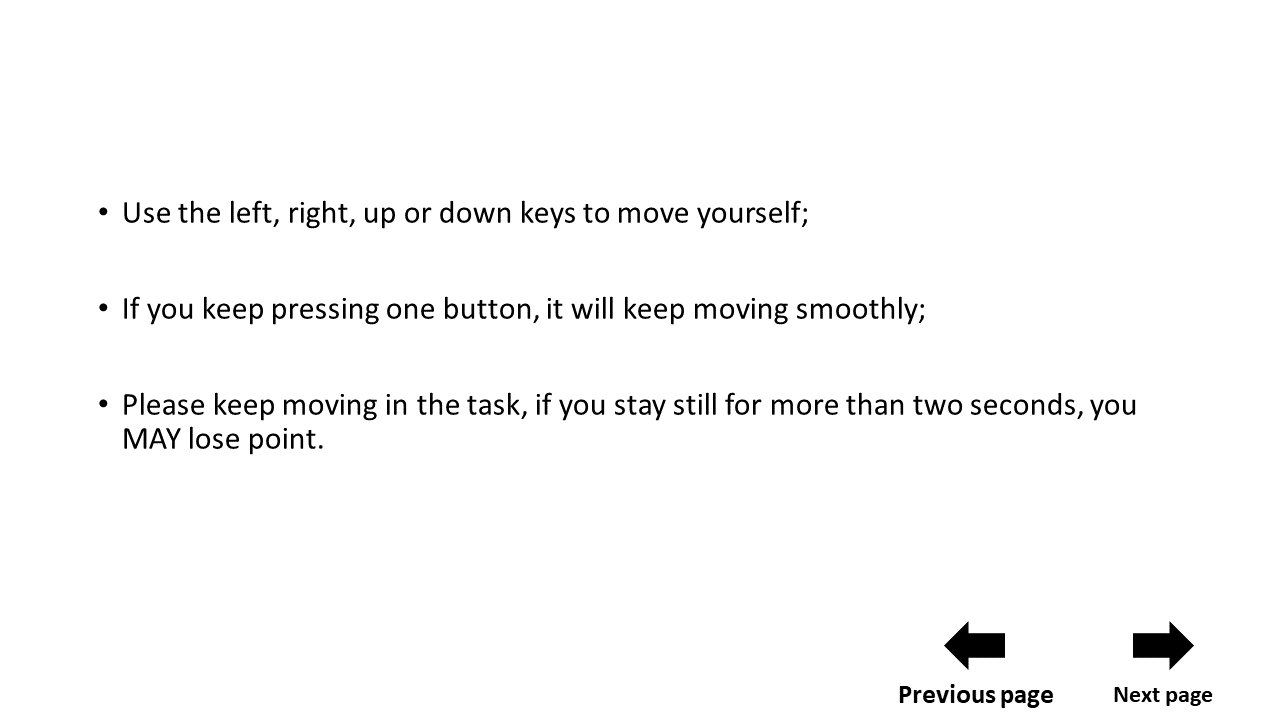 • Use the left, right, up or down keys to move yourself;
• If you keep pressing one button, it will keep moving smoothly;
• Please keep moving in the task, if you stay still for more than two seconds, you
MAY lose point.
Previous page
Next page